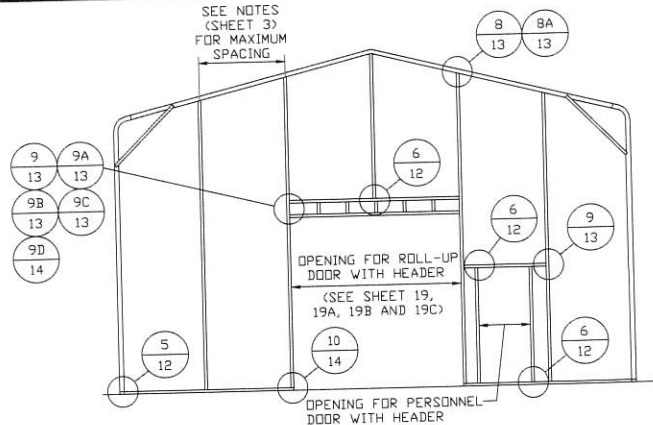 SEE NOTES
(SHEET 3)
FOR MAXIMUM
SPACING
8
13
8A
13
9
13
9A
13
9B
13
9C
13
9D
14
6
12
OPENING FOR ROLL-UP
DOOR WITH HEADER
(SEE SHEET 19,
19A, 19B AND 19C)
6
12
9
13
5
12
10
14
6
12
OPENING FOR PERSONNEL
DOOR WITH HEADER